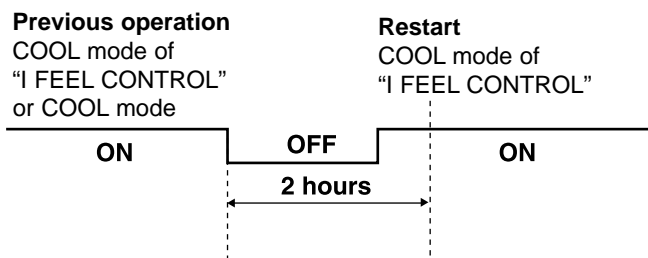 Previous operation
COOL mode of
“I FEEL CONTROL”
or COOL mode
Restart
COOL mode of
“I FEEL CONTROL”
ON
OFF
ON
2 hours